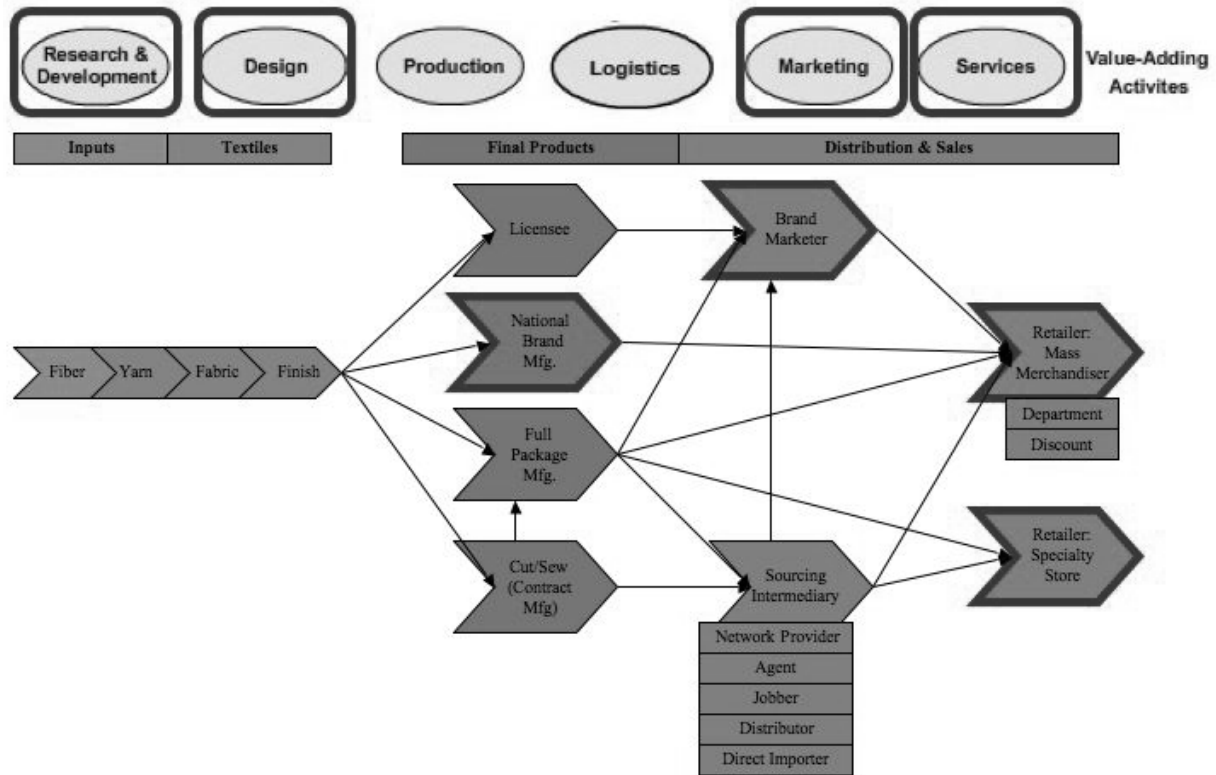 Research &
Development
Design
Production
Logistics
Marketing
Services
Value-Adding
Activites
Inputs
Textiles
Final Products
Distribution & Sales
Licensee
Brand
Marketer
National
Brand
Mfg.
Retailer:
Mass
Merchandiser
Fiber
Yarn
Fabric
Finish
Department
Discount
Full
Package
Mfg.
Cut/Sew
(Contract
Mfg)
Sourcing
Intermediary
Retailer:
Specialty
Store
Network Provider
Agent
Jobber
Distributor
Direct Importer